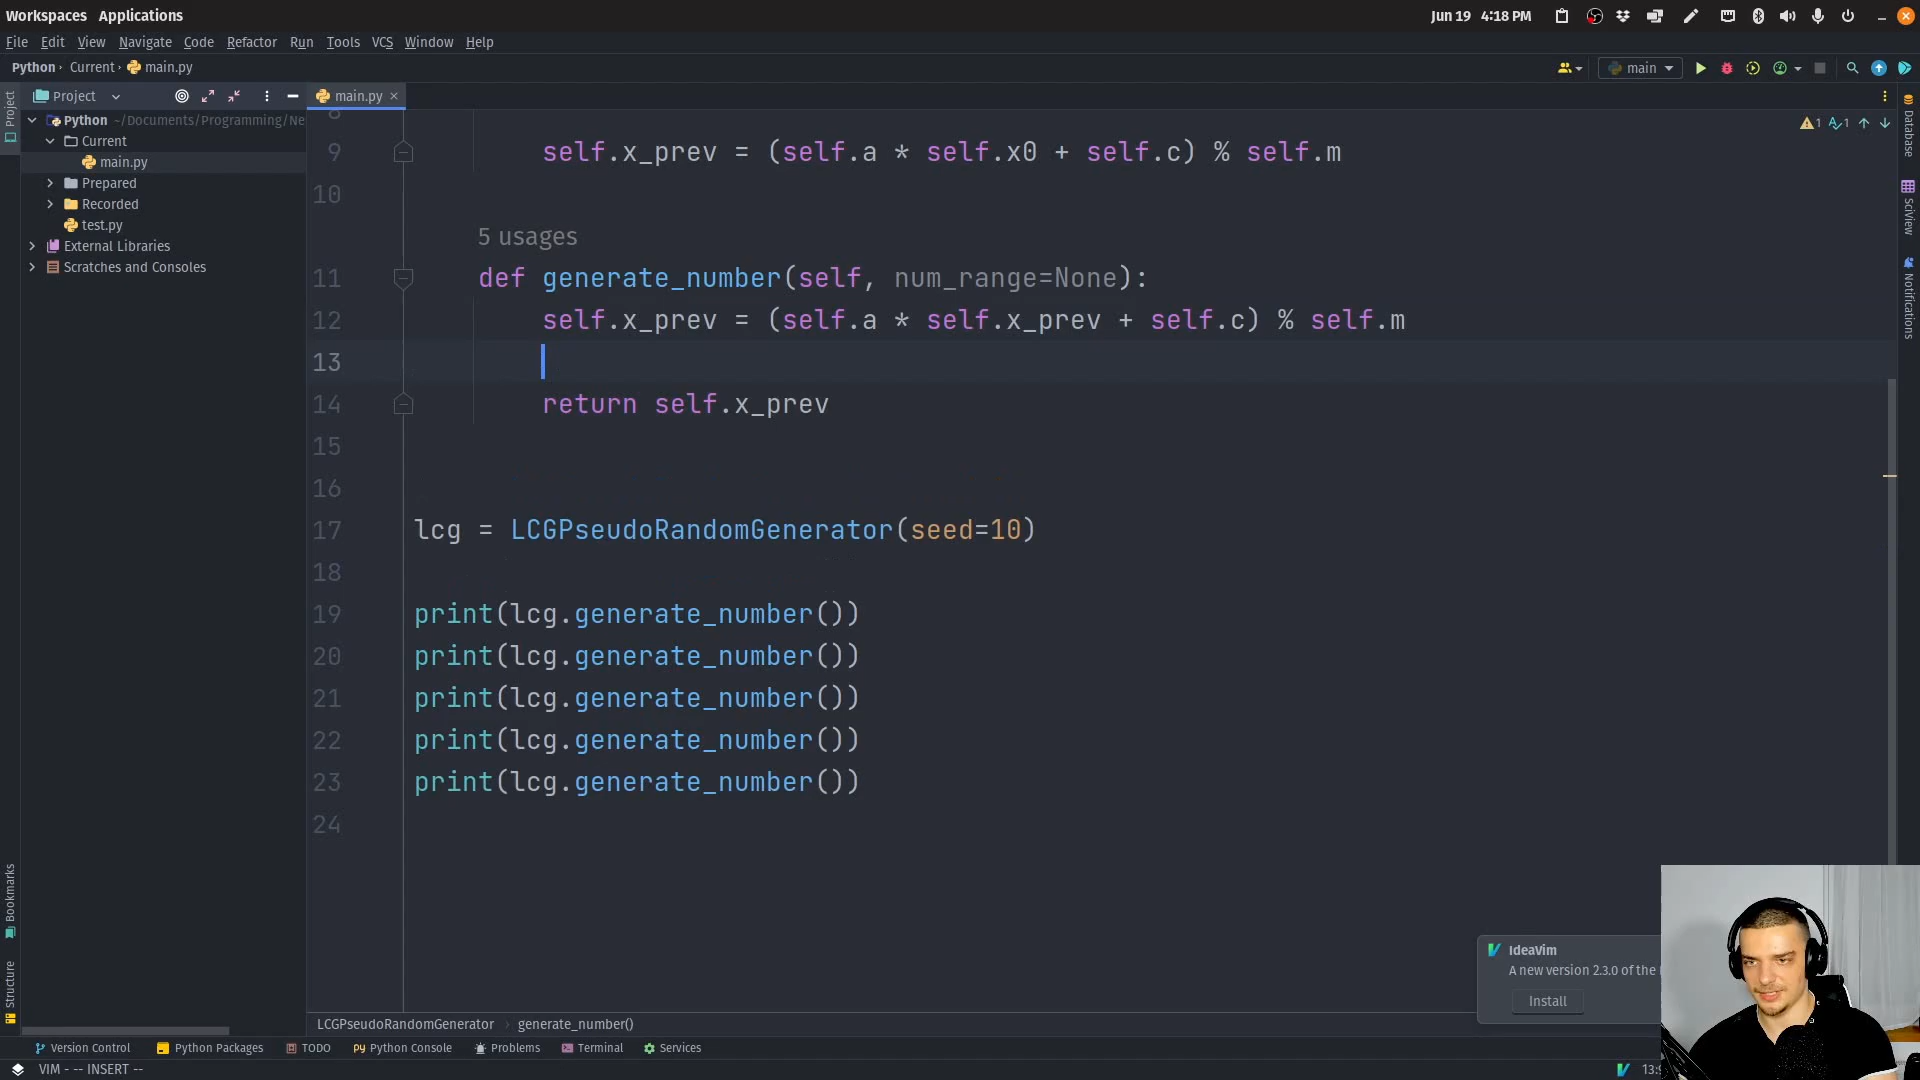 Workspaces Applications
Jun 19 4:18 PM
File Edit View Navigate Code Refactor Run Tools VCS Window Help
Python Current main.py
main
Project
main.py
Python ~/Documents/Programming/Ne
Current
main.py
Prepared
Recorded
test.py
External Libraries
Scratches and Consoles
Project
Bookmarks
Structure
Database
SciView
Notifications
1 1
8
9 self.x_prev = (self.a * self.x0 + self.c) % self.m
10
5 usages
11 def generate_number(self, num_range=None):
12 self.x_prev = (self.a * self.x_prev + self.c) % self.m
13
14 return self.x_prev
15
16
17 lcg = LCGPseudoRandomGenerator(seed=10)
18
19 print(lcg.generate_number())
20 print(lcg.generate_number())
21 print(lcg.generate_number())
22 print(lcg.generate_number())
23 print(lcg.generate_number())
24
IdeaVim
A new version 2.3.0 of the
Install
LCGPseudoRandomGenerator generate_number()
Version Control Python Packages TODO Python Console Problems Terminal Services
VIM - -- INSERT --